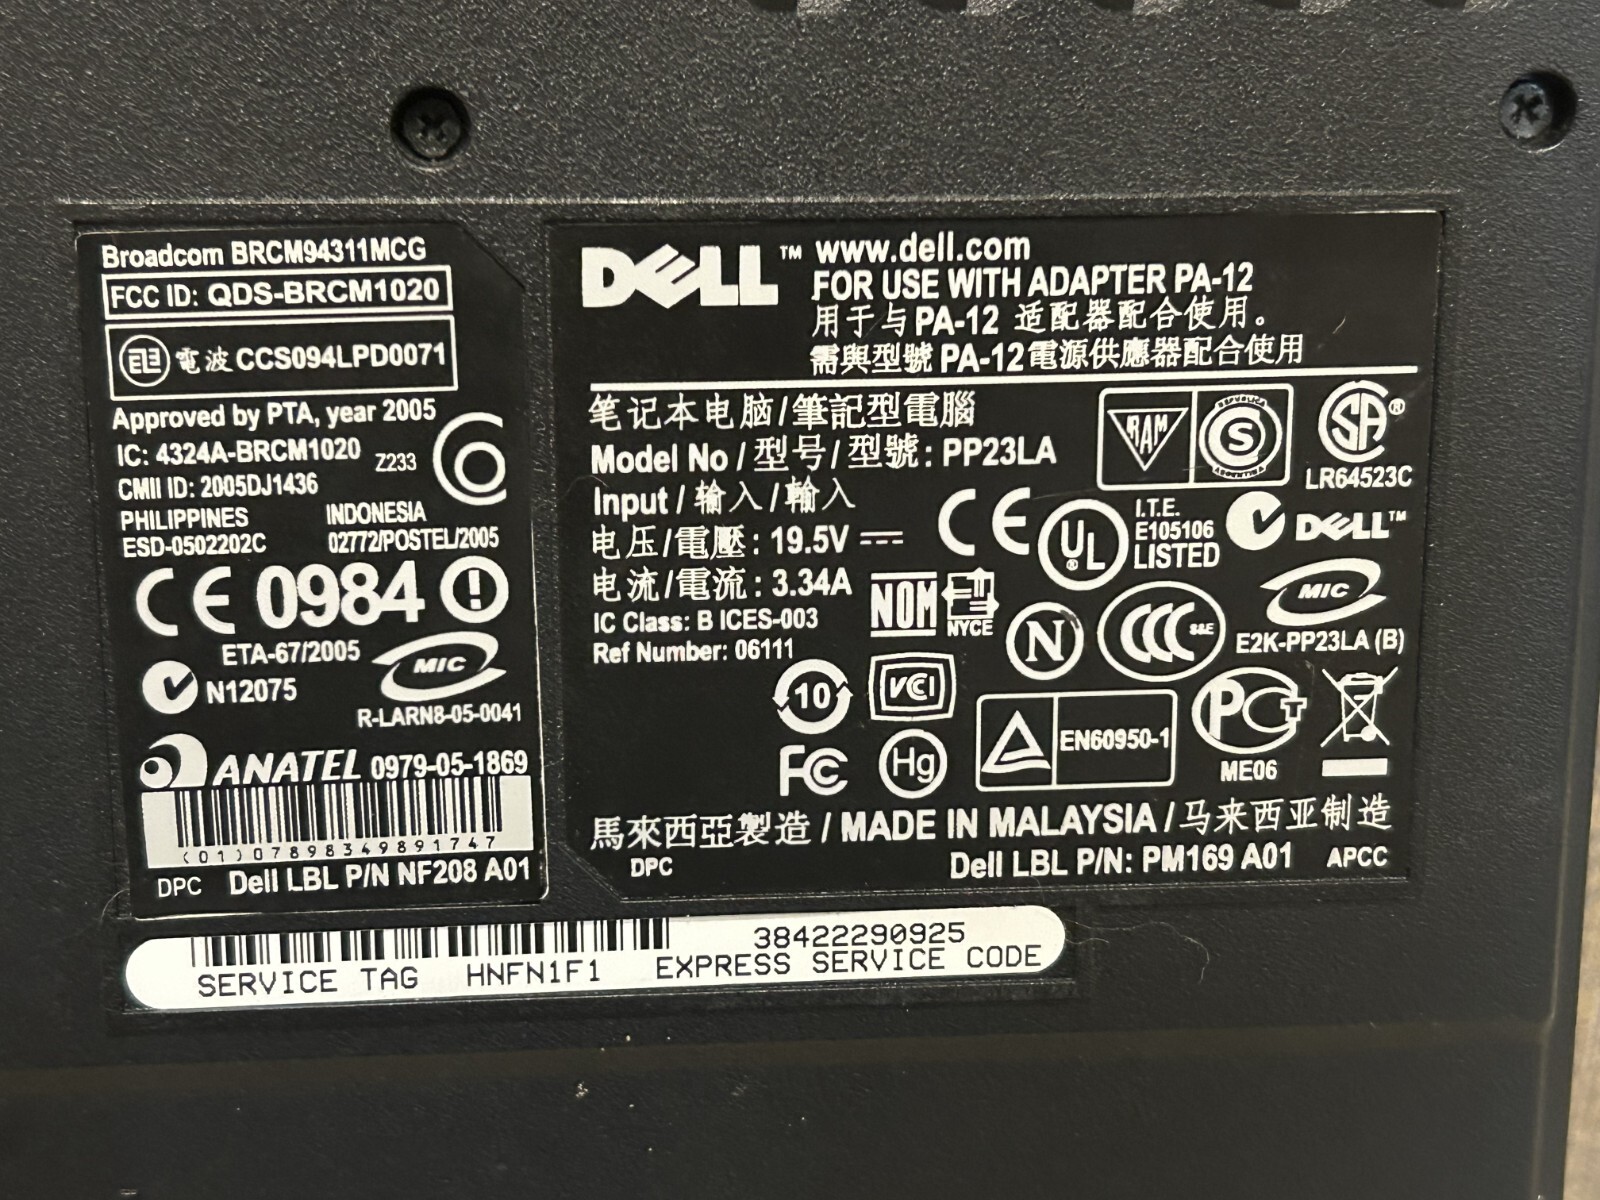 Broadcom BRCM94311MCG
FCC ID: QDS-BRCM1020
電波 CCS094LPD0071
Approved by PTA, year 2005
IC: 4324A-BRCM1020 Z233
CMII ID: 2005DJ1436
PHILIPPINES INDONESIA
ESD-0502202C 02772/POSTEL/2005
CE 0984 !
ETA-67/2005
MIC
N12075
R-LARN8-05-0041
ANATEL 0979-05-1869
(01)07898349891747
DPC Dell LBL P/N NF208 A01
DELL™ www.dell.com
FOR USE WITH ADAPTER PA-12
用于与PA-12 适配器配合使用。
需與型號 PA-12電源供應器配合使用
笔记本电脑/筆記型電腦
Model No / 型号 / 型號: PP23LA
Input / 输入 / 輸入
电压/電壓: 19.5V
电流/電流: 3.34A
IC Class: B ICES-003
Ref Number: 06111
RAM
REPUBLICA
S
ARGENTINA
SA®
LR64523C
CE
UL®
I.T.E.
E105106
LISTED
DELL™
NOM
NYCE
N
CCC S&E
MIC
E2K-PP23LA (B)
10
VCI
FC
Hg
EN60950-1
PCT
ME06
馬來西亞製造 / MADE IN MALAYSIA / 马来西亚制造
DPC Dell LBL P/N: PM169 A01 APCC
38422290925
SERVICE TAG HNFN1F1 EXPRESS SERVICE CODE